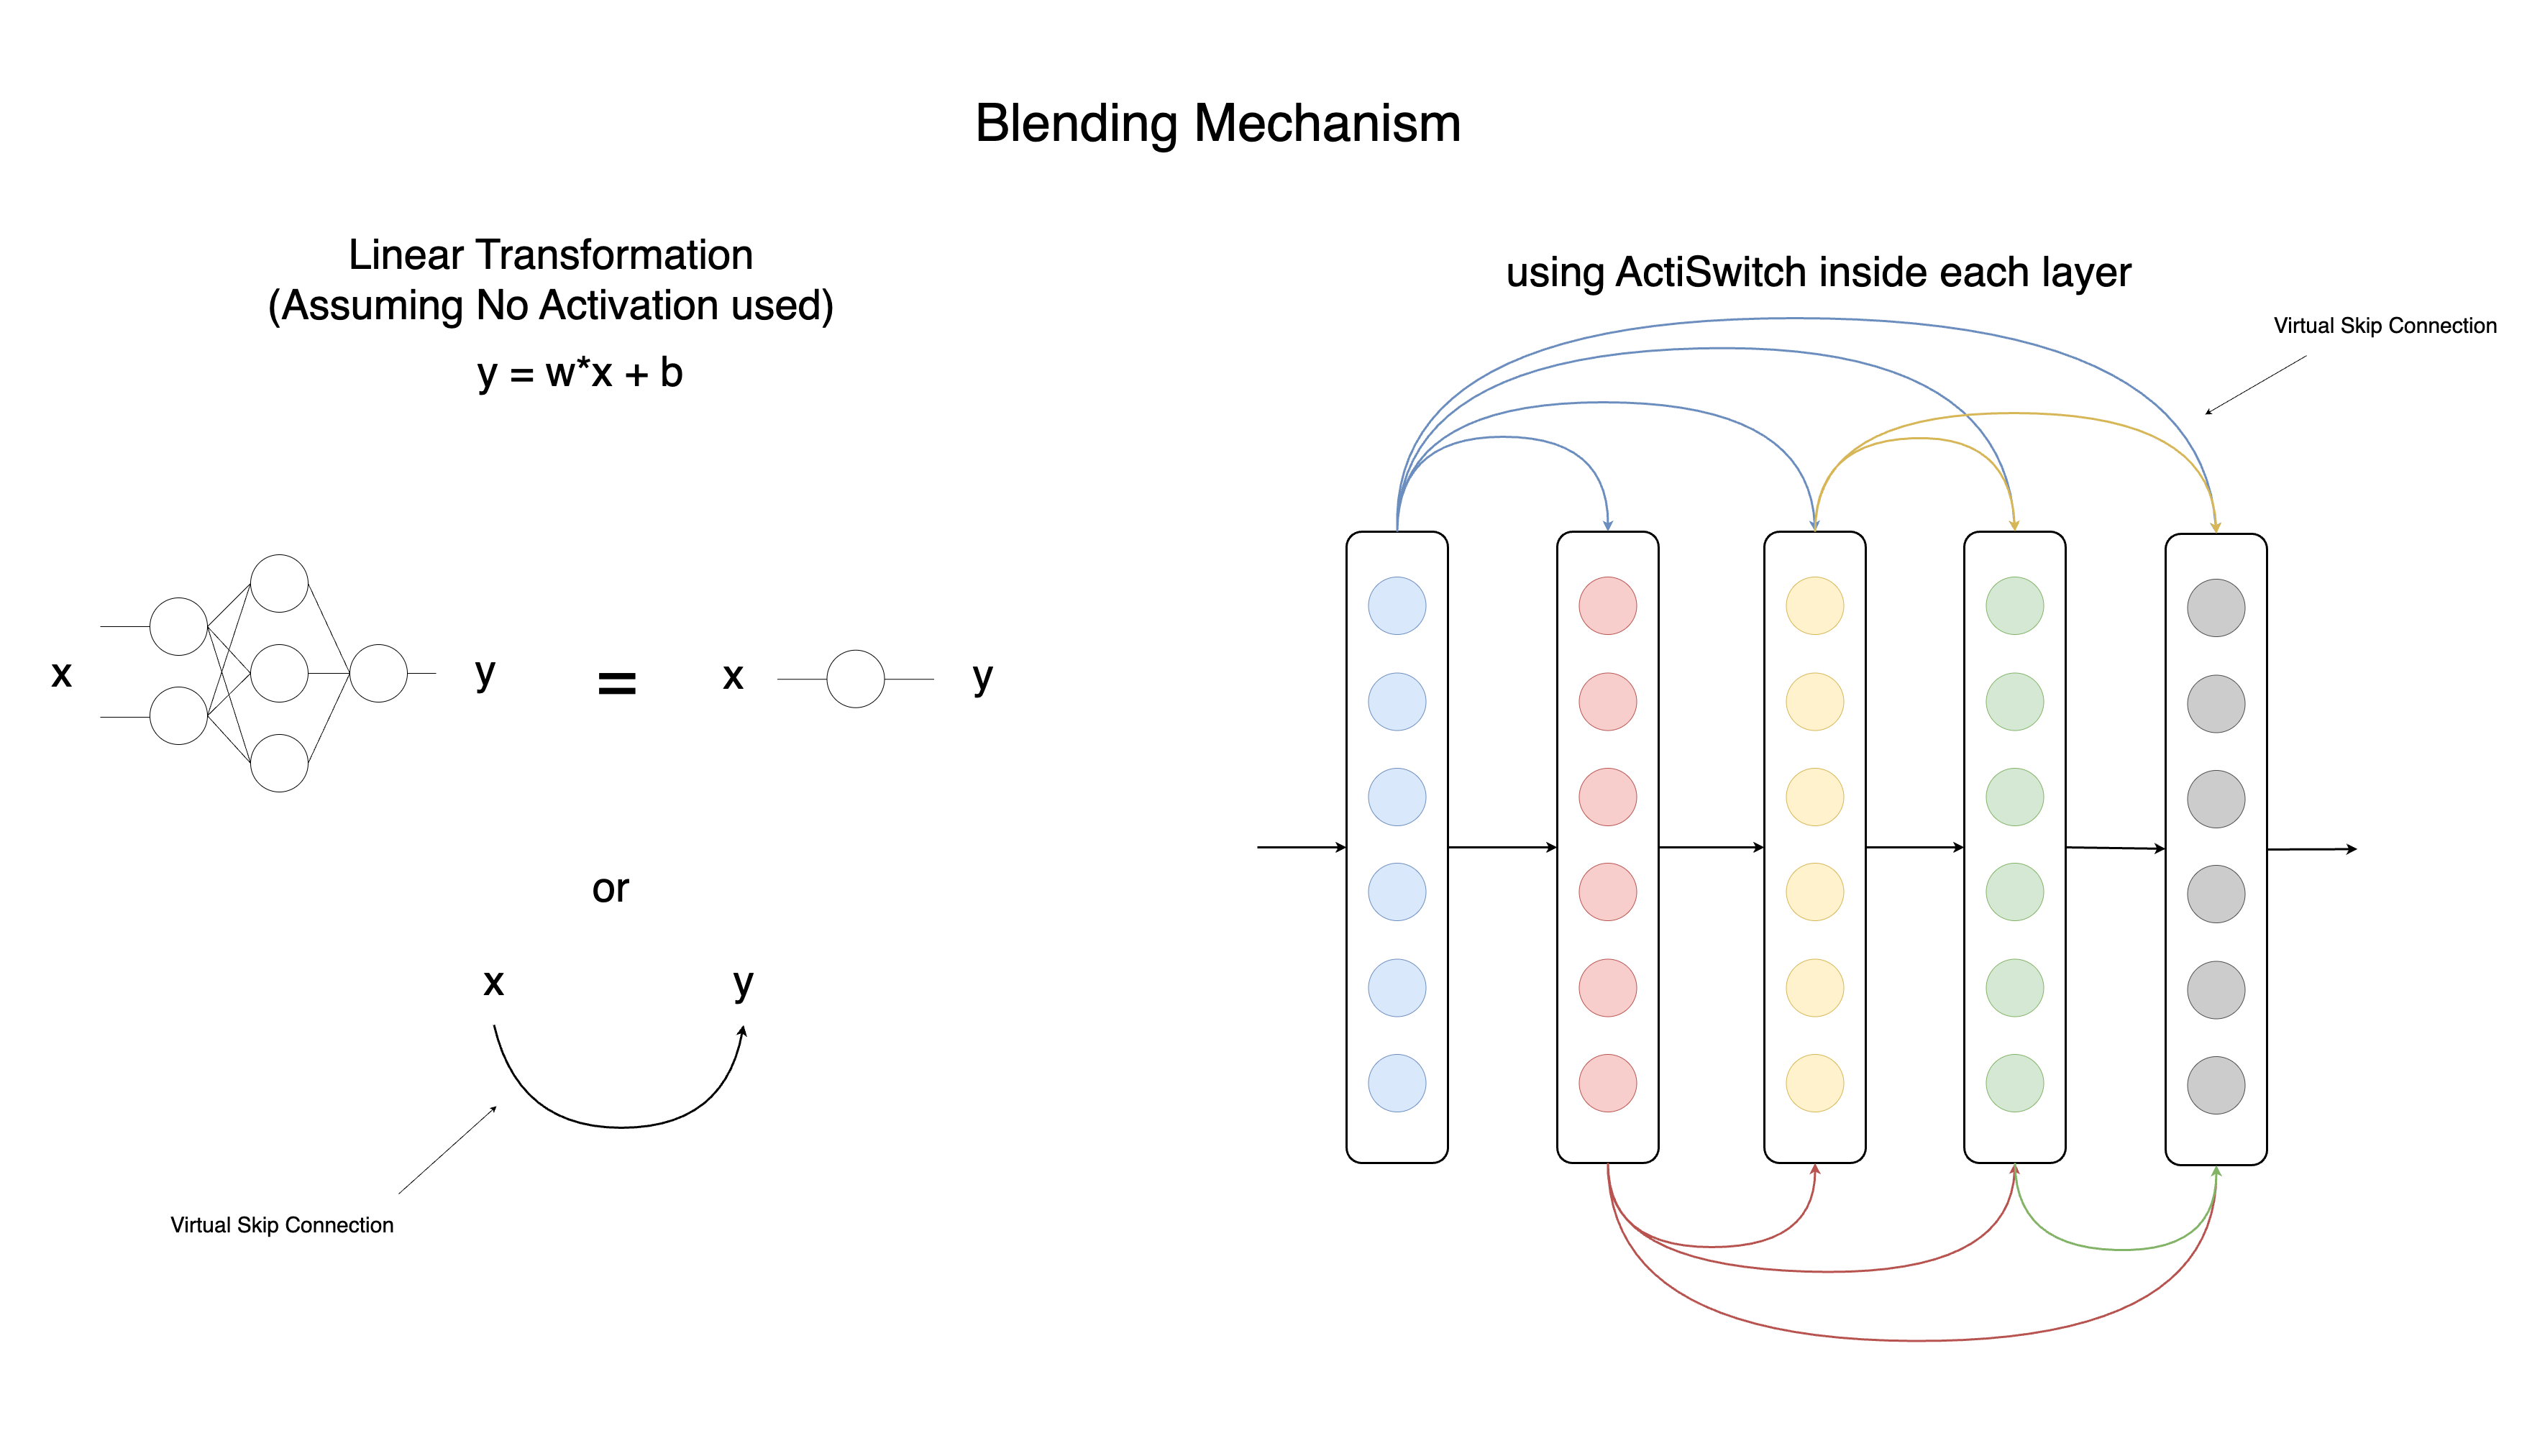 Blending Mechanism
Linear Transformation
(Assuming No Activation used)
y = w*x + b
x
y
=
x
y
or
x
y
Virtual Skip Connection
using ActiSwitch inside each layer
Virtual Skip Connection